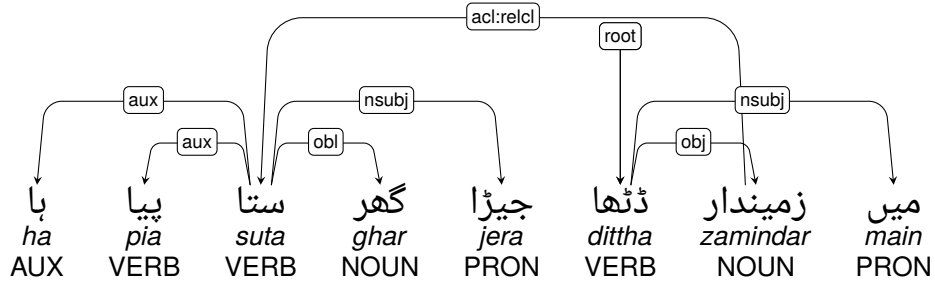 acl:relcl
root
aux nsubj nsubj
aux obl obj
میں زمیندار ڈٹھا جیڑا گھر ستا پیا ہا
ha pia suta ghar jera dittha zamindar main
AUX VERB VERB NOUN PRON VERB NOUN PRON